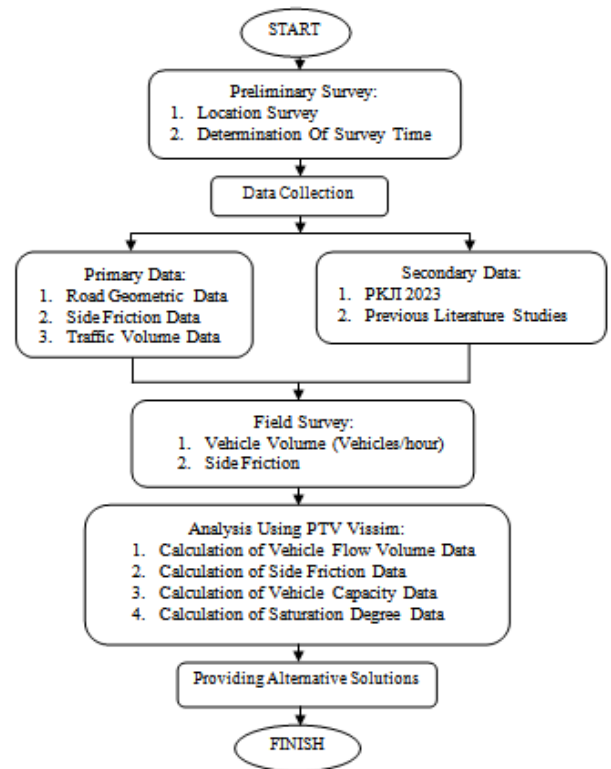 START
Preliminary Survey:
1. Location Survey
2. Determination Of Survey Time
Data Collection
Primary Data:
1. Road Geometric Data
2. Side Friction Data
3. Traffic Volume Data
Secondary Data:
1. PKJI 2023
2. Previous Literature Studies
Field Survey:
1. Vehicle Volume (Vehicles/hour)
2. Side Friction
Analysis Using PTV Vissim:
1. Calculation of Vehicle Flow Volume Data
2. Calculation of Side Friction Data
3. Calculation of Vehicle Capacity Data
4. Calculation of Saturation Degree Data
Providing Alternative Solutions
FINISH